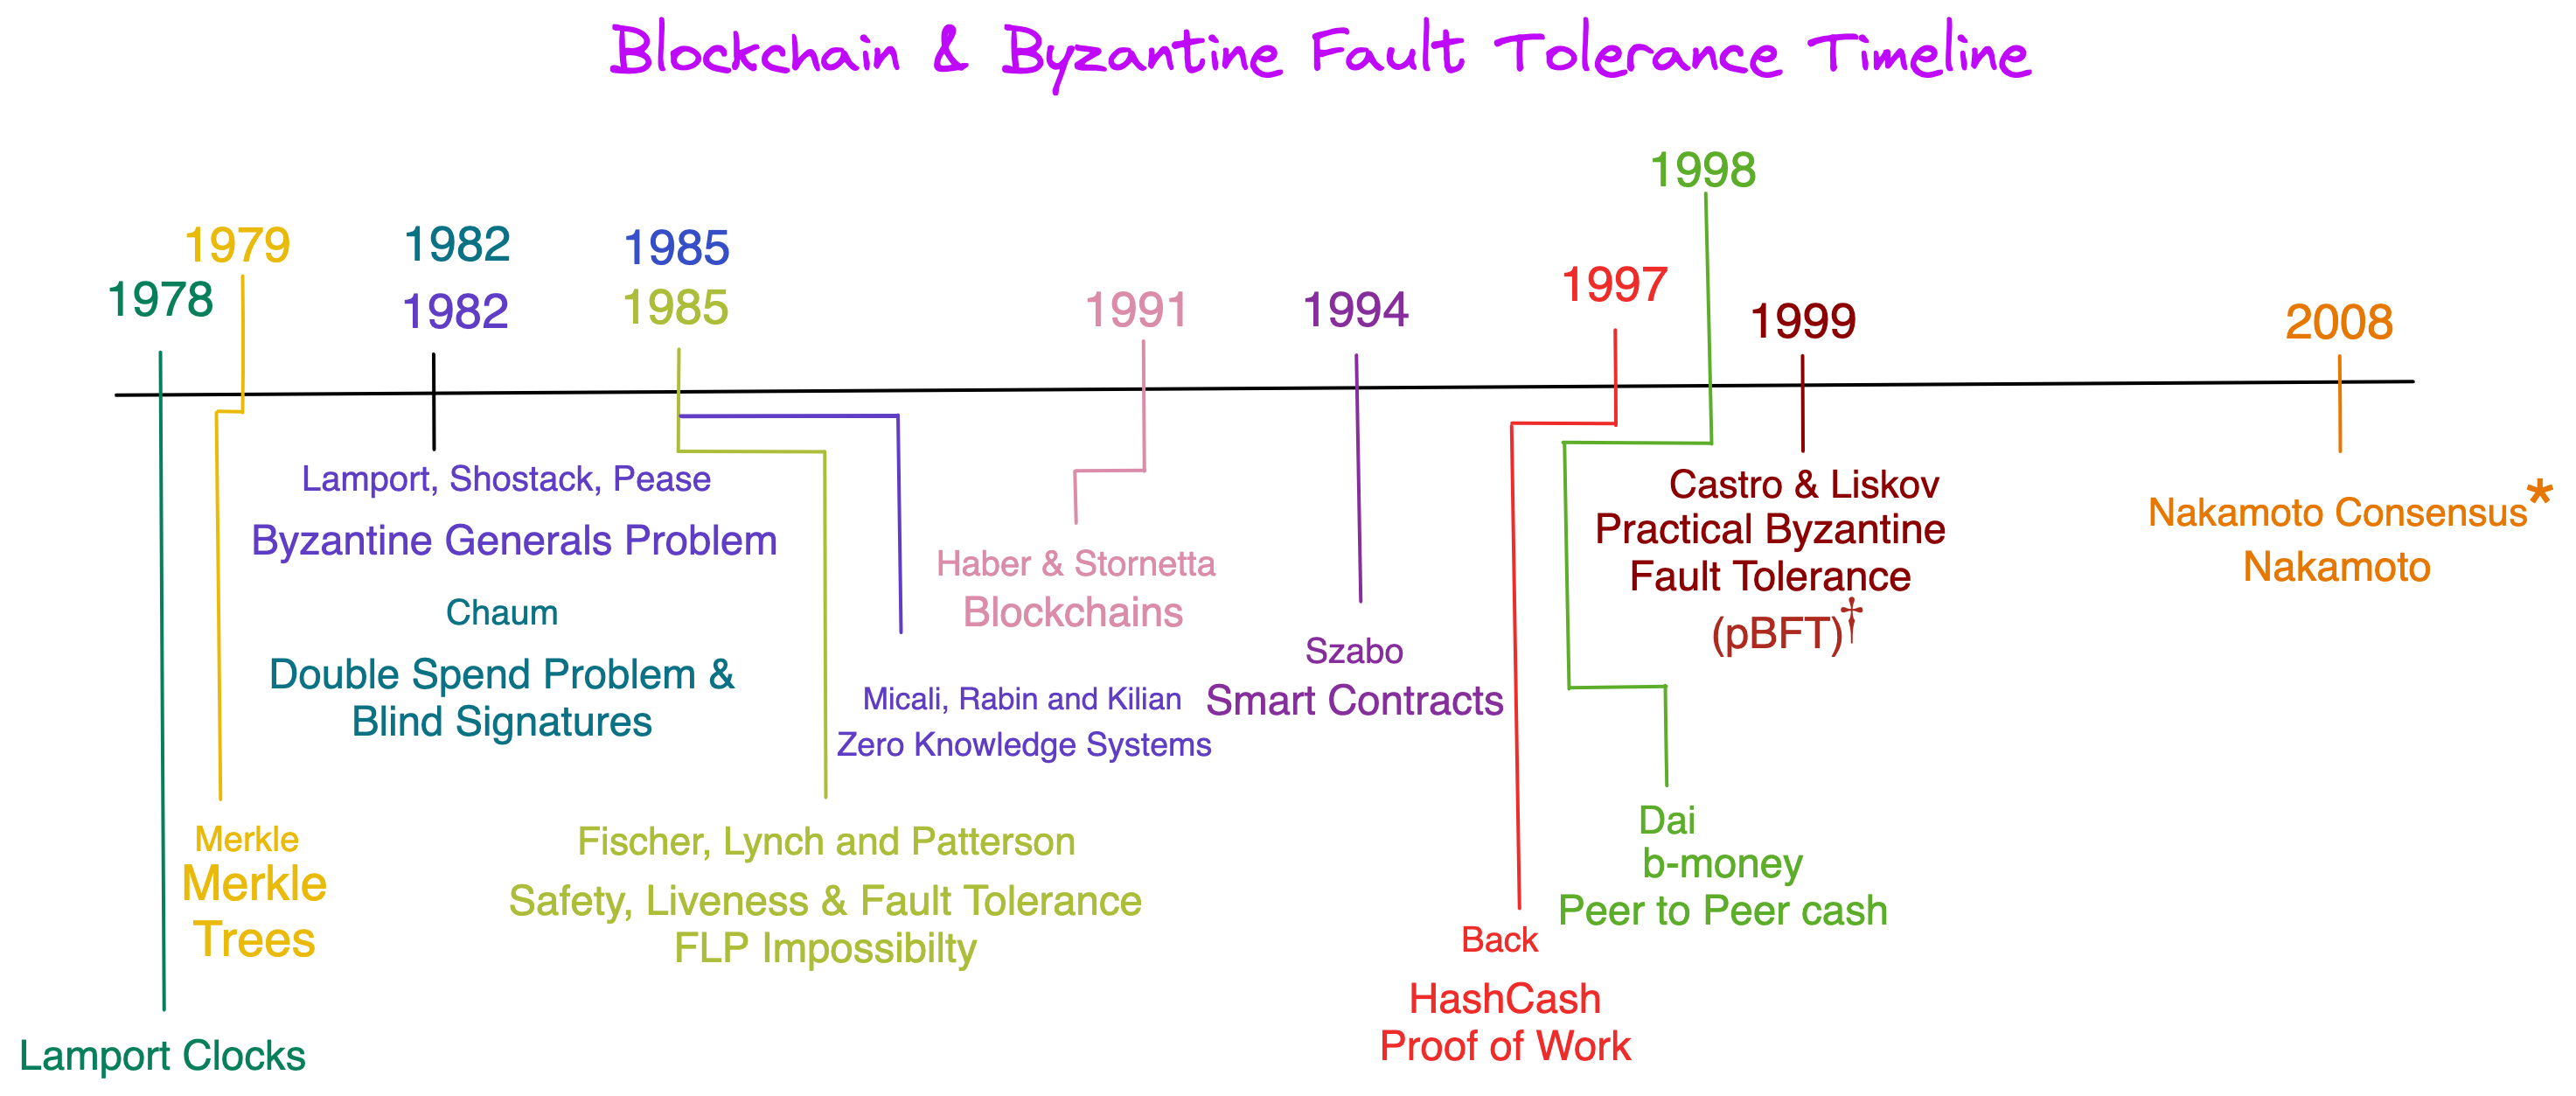 Blockchain & Byzantine Fault Tolerance Timeline
1978
1979
1982
1982
1985
1985
1991
1994
1997
1998
1999
2008
Lamport Clocks
Merkle
Merkle
Trees
Lamport, Shostack, Pease
Byzantine Generals Problem
Chaum
Double Spend Problem &
Blind Signatures
Fischer, Lynch and Patterson
Safety, Liveness & Fault Tolerance
FLP Impossibilty
Micali, Rabin and Kilian
Zero Knowledge Systems
Haber & Stornetta
Blockchains
Szabo
Smart Contracts
Back
HashCash
Proof of Work
Dai
b-money
Peer to Peer cash
Castro & Liskov
Practical Byzantine
Fault Tolerance
(pBFT)†
Nakamoto Consensus*
Nakamoto